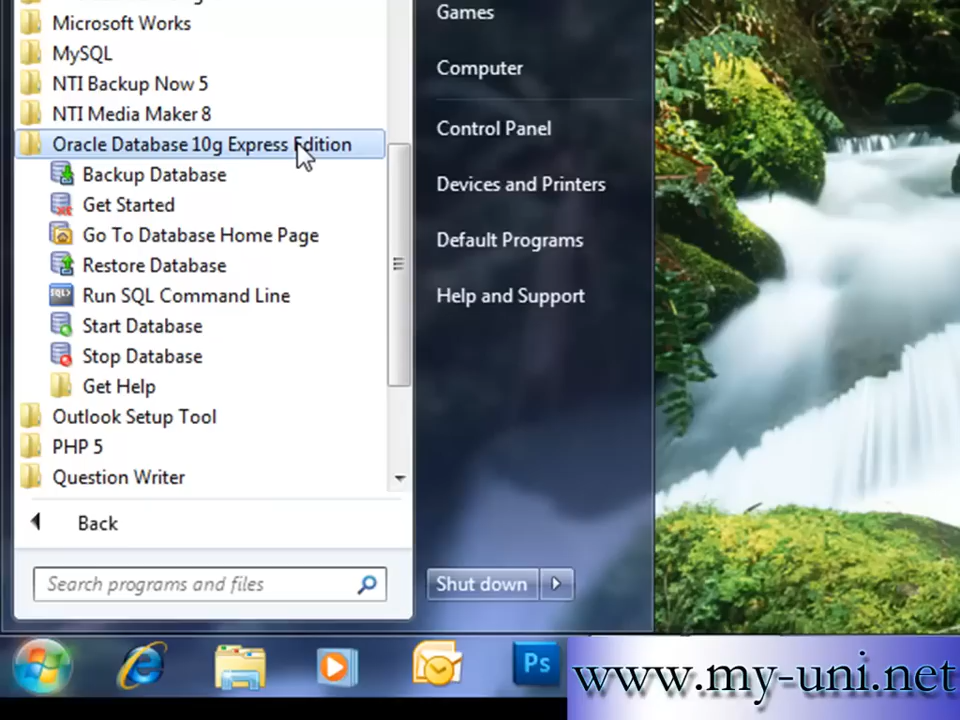 Microsoft Works
MySQL
NTI Backup Now 5
NTI Media Maker 8
Oracle Database 10g Express Edition
Backup Database
Get Started
Go To Database Home Page
Restore Database
Run SQL Command Line
Start Database
Stop Database
Get Help
Outlook Setup Tool
PHP 5
Question Writer
Back
Search programs and files
Games
Computer
Control Panel
Devices and Printers
Default Programs
Help and Support
Shut down
Ps
www.my-uni.net